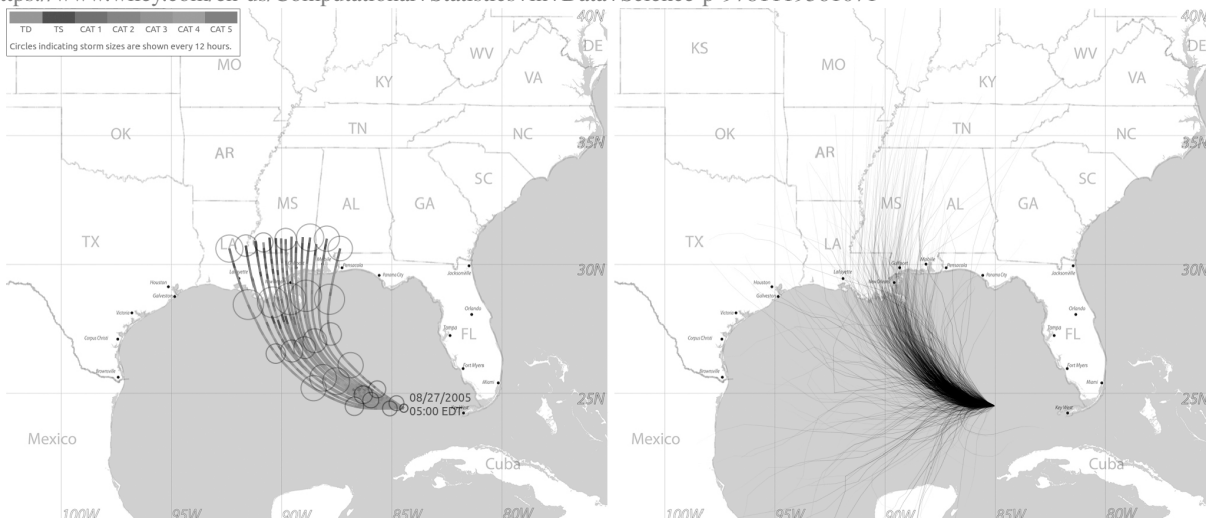 TD TS CAT 1 CAT 2 CAT 3 CAT 4 CAT 5
Circles indicating storm sizes are shown every 12 hours.
MO
WV
DE
KY
VA
40N
OK
TN
NC
35N
AR
SC
MS
AL
GA
TX
LA
30N
Lafayette
Pensacola
Panama City
Jacksonville
Houston
Galveston
Victoria
Orlando
Tampa
FL
Corpus Christi
Fort Myers
Brownsville
Miami
08/27/2005
05:00 EDT
25N
Mexico
Cuba
100W
95W
90W
85W
80W
KS
MO
WV
DE
KY
VA
40N
OK
TN
NC
35N
AR
SC
MS
AL
GA
TX
LA
30N
Lafayette
Gulfport
Mobile
Pensacola
Panama City
Jacksonville
Houston
Galveston
Victoria
Orlando
Tampa
FL
Corpus Christi
Fort Myers
Brownsville
Miami
Key West
25N
Mexico
Cuba
100W
95W
90W
85W
80W